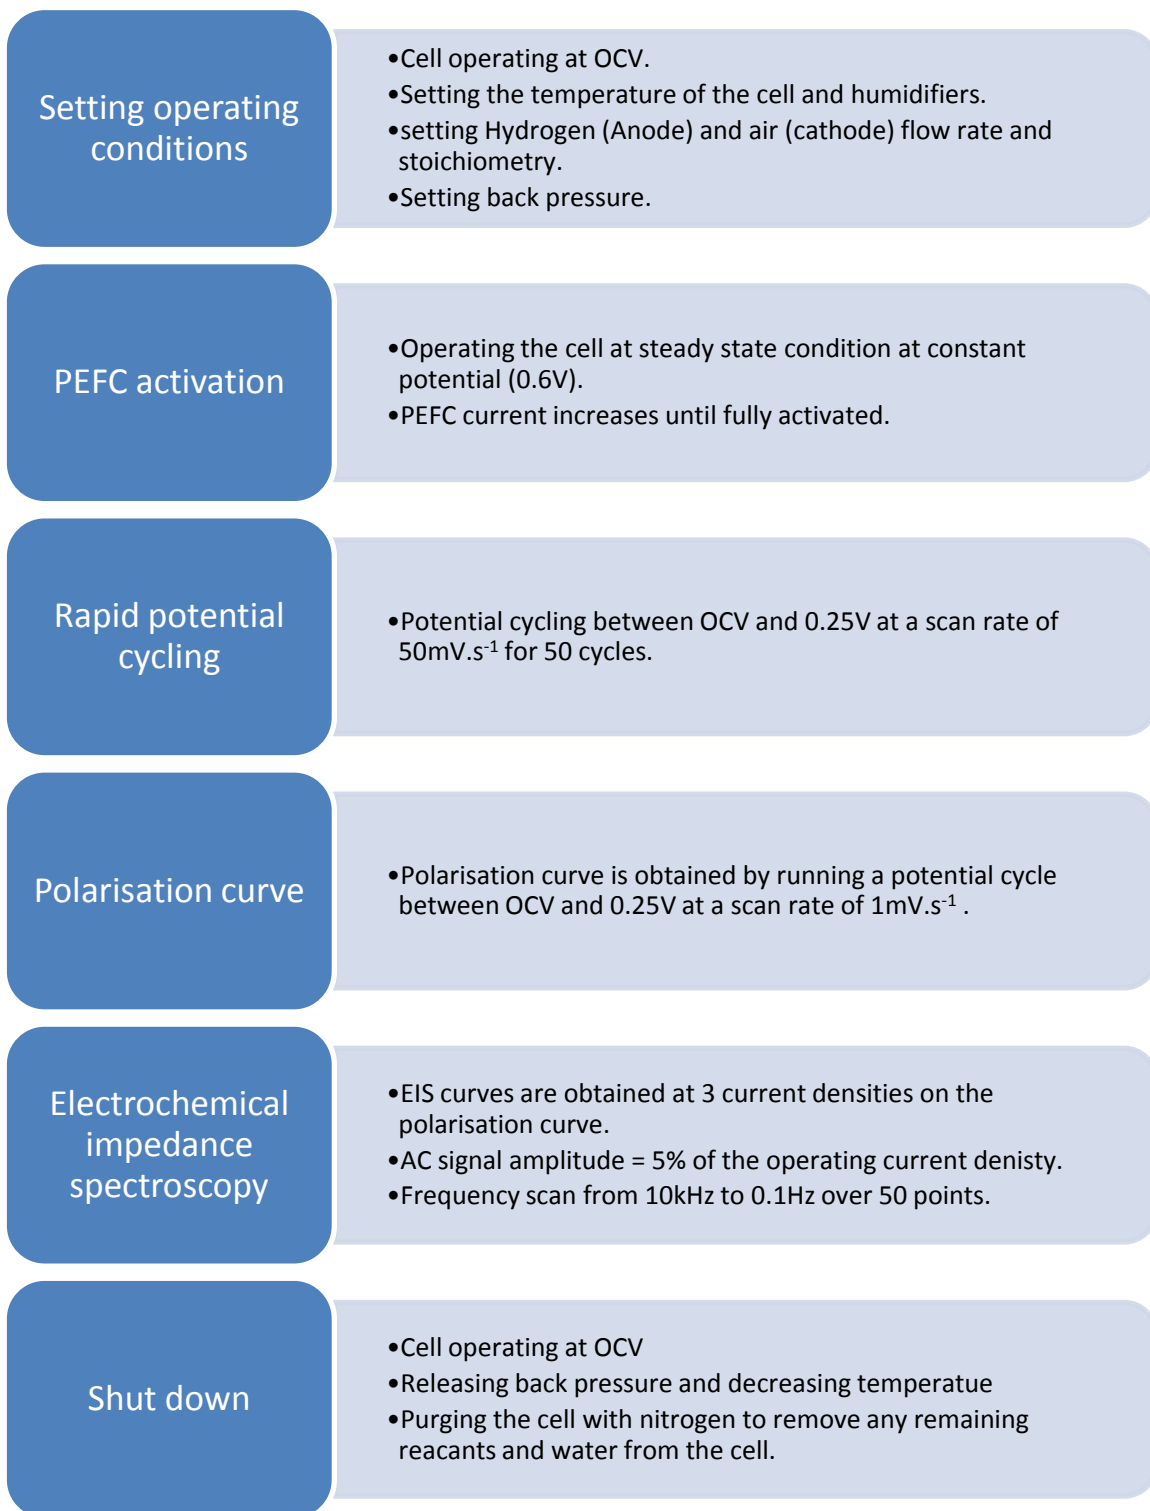 Setting operating
conditions
•Cell operating at OCV.
•Setting the temperature of the cell and humidifiers.
•setting Hydrogen (Anode) and air (cathode) flow rate and
stoichiometry.
•Setting back pressure.
PEFC activation
•Operating the cell at steady state condition at constant
potential (0.6V).
•PEFC current increases until fully activated.
Rapid potential
cycling
•Potential cycling between OCV and 0.25V at a scan rate of
50mV.s⁻¹ for 50 cycles.
Polarisation curve
•Polarisation curve is obtained by running a potential cycle
between OCV and 0.25V at a scan rate of 1mV.s⁻¹ .
Electrochemical
impedance
spectroscopy
•EIS curves are obtained at 3 current densities on the
polarisation curve.
•AC signal amplitude = 5% of the operating current denisty.
•Frequency scan from 10kHz to 0.1Hz over 50 points.
Shut down
•Cell operating at OCV
•Releasing back pressure and decreasing temperatue
•Purging the cell with nitrogen to remove any remaining
reacants and water from the cell.